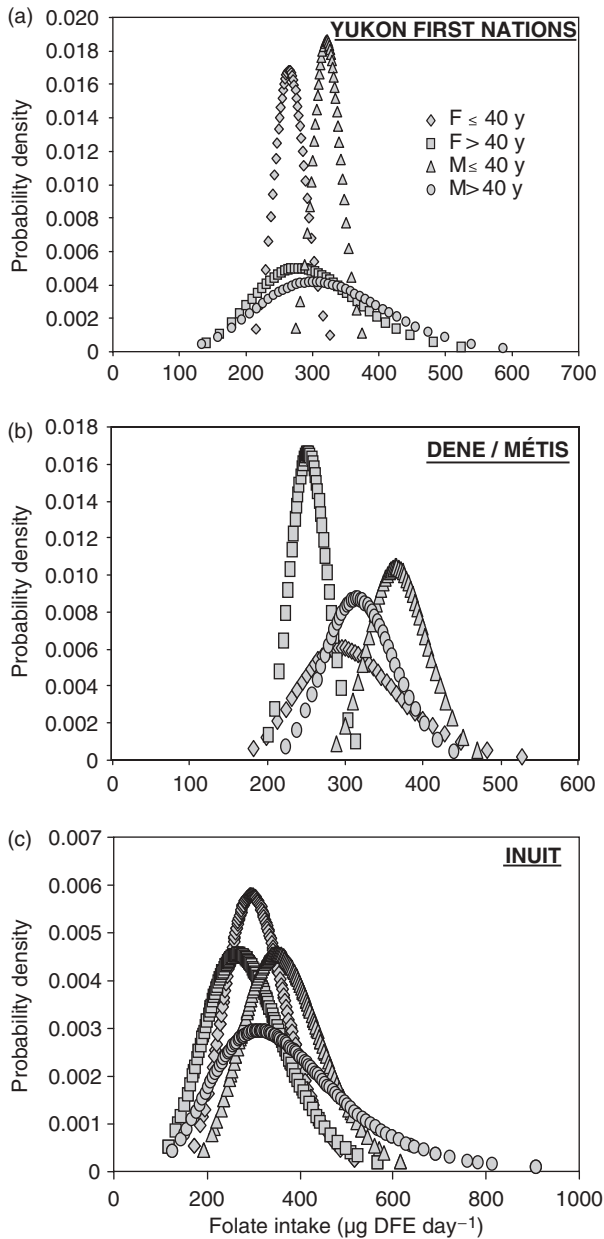 (a)
YUKON FIRST NATIONS
Probability density
0.020
0.018
0.016
0.014
0.012
0.010
0.008
0.006
0.004
0.002
0
F ≤ 40 y
F > 40 y
M ≤ 40 y
M > 40 y
0 100 200 300 400 500 600 700
(b)
DENE / MÉTIS
Probability density
0.018
0.016
0.014
0.012
0.010
0.008
0.006
0.004
0.002
0
0 100 200 300 400 500 600
(c)
INUIT
Probability density
0.007
0.006
0.005
0.004
0.003
0.002
0.001
0
0 200 400 600 800 1000
Folate intake (μg DFE day⁻¹)